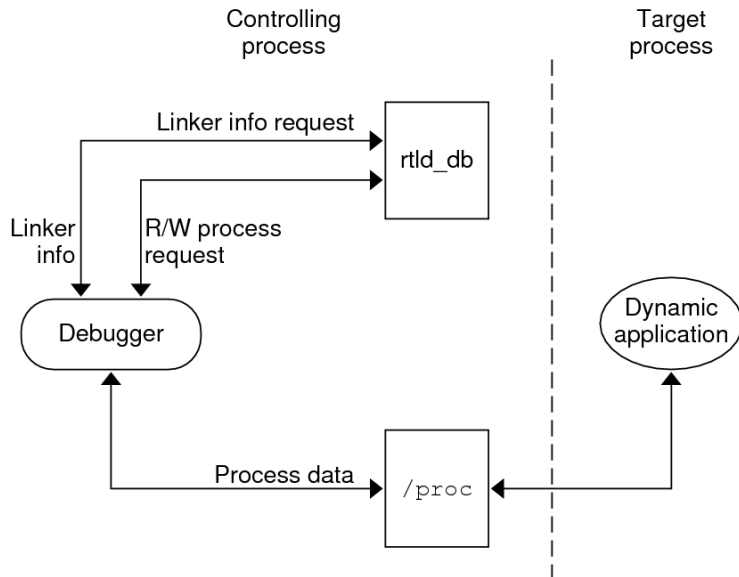 Controlling
process
Target
process
Linker info request
rtld_db
Linker
info
R/W process
request
Debugger
Dynamic
application
Process data
/proc